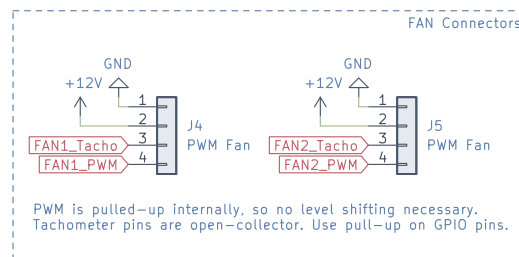 FAN Connectors
GND
+12V
1
2
3
4
FAN1_Tacho
FAN1_PWM
J4
PWM Fan
GND
+12V
1
2
3
4
FAN2_Tacho
FAN2_PWM
J5
PWM Fan
PWM is pulled-up internally, so no level shifting necessary.
Tachometer pins are open-collector. Use pull-up on GPIO pins.